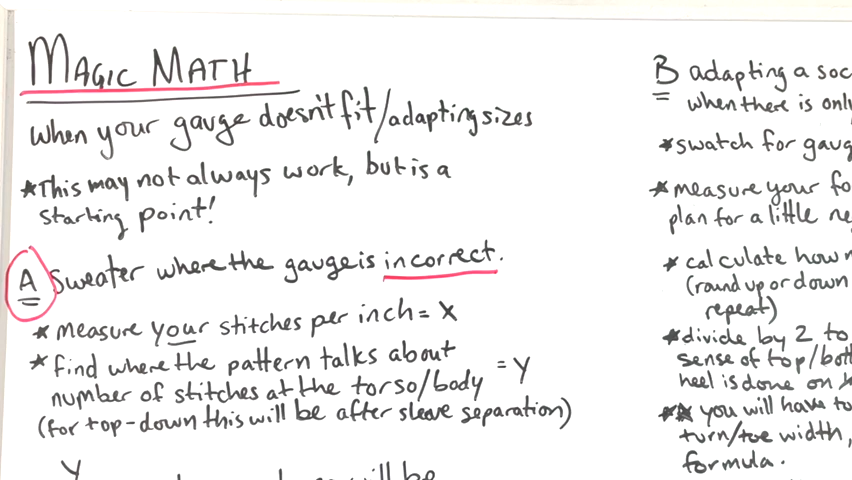 MAGIC MATH
when your gauge doesn't fit/adapting sizes
*This may not always work, but is a
starting point!
A Sweater where the gauge is incorrect.
* measure your stitches per inch = X
* find where the pattern talks about
number of stitches at the torso/body = Y
(for top-down this will be after sleave separation)
Y
will be
B adapting a soc
when there is only
*swatch for gaug
* measure your fo
plan for a little ne
* calculate how
(round up or down
repeat)
*divide by 2 to
sense of top/bot
heel is done on
** you will have to
turn/toe width,
formula.